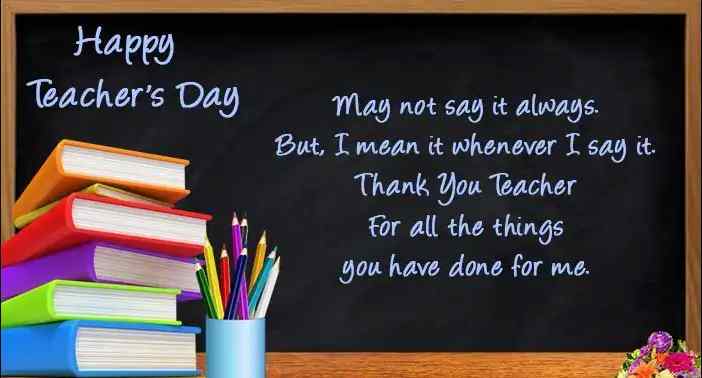 Happy
Teacher's Day
May not say it always.
But, I mean it whenever I say it.
Thank You Teacher
For all the things
you have done for me.